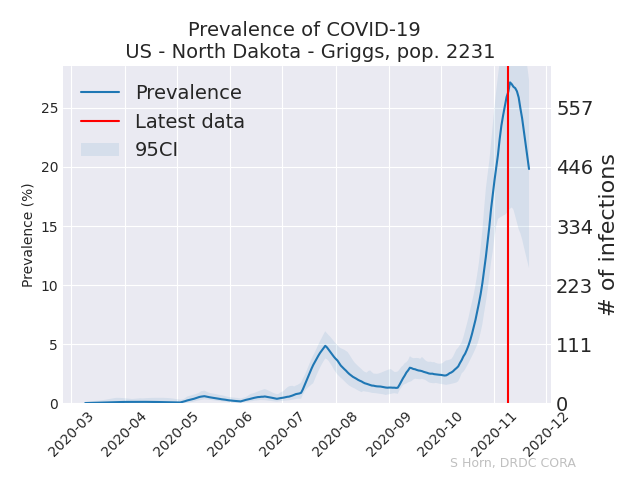 Prevalence of COVID-19
US - North Dakota - Griggs, pop. 2231
Prevalence
Latest data
95CI
Prevalence (%)
25
20
15
10
5
0
557
446
334
223
111
0
# of infections
2020-03
2020-04
2020-05
2020-06
2020-07
2020-08
2020-09
2020-10
2020-11
2020-12
S Horn, DRDC CORA